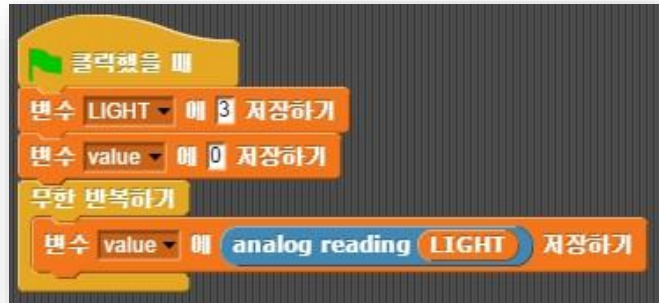 클릭했을 때
변수 LIGHT 에 3 저장하기
변수 value 에 0 저장하기
무한 반복하기
변수 value 에 analog reading LIGHT 저장하기